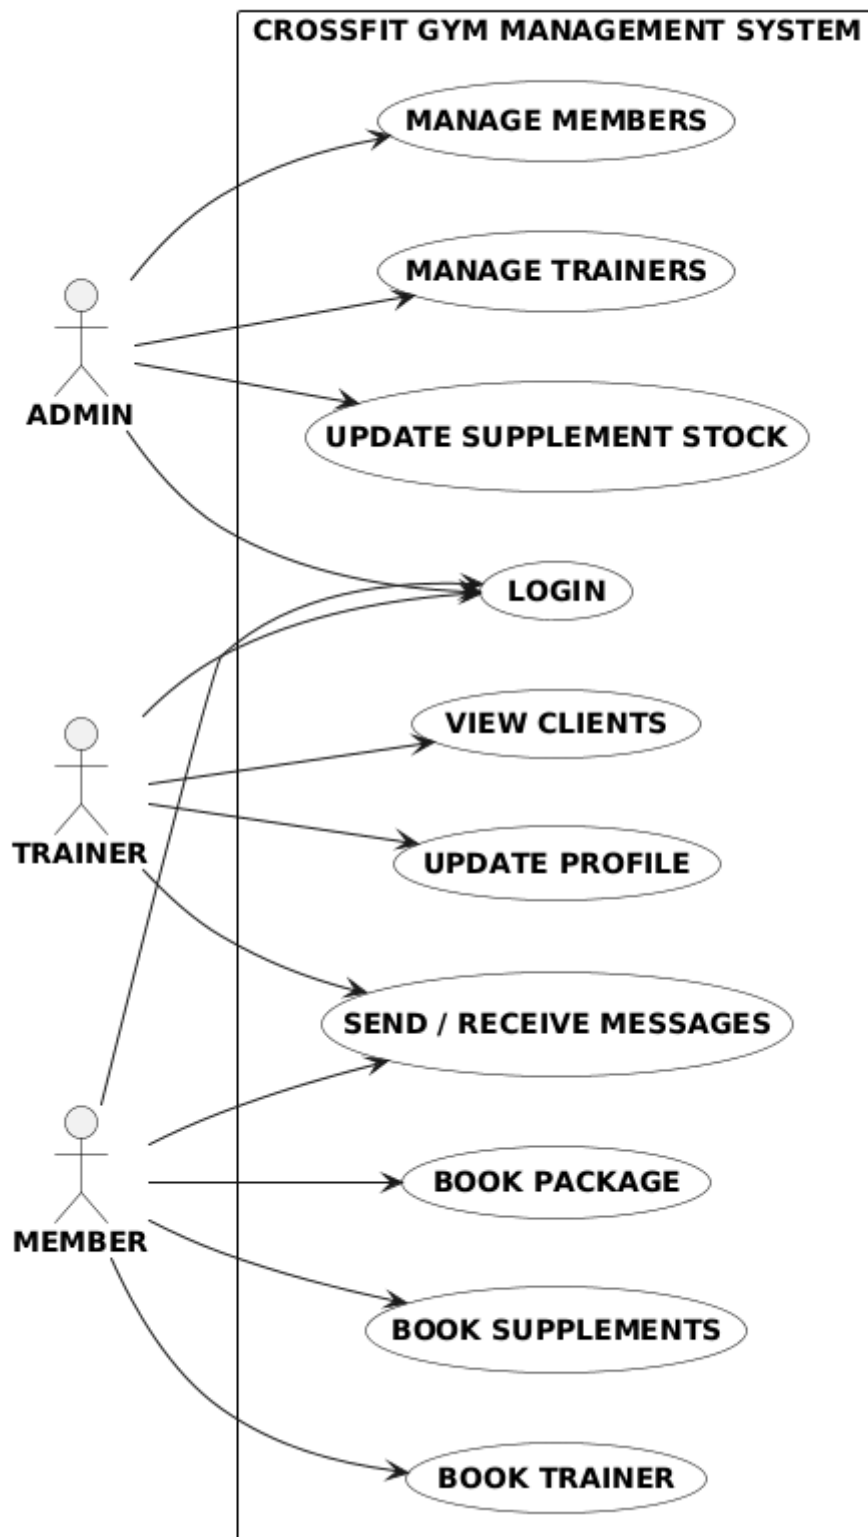 CROSSFIT GYM MANAGEMENT SYSTEM
MANAGE MEMBERS
MANAGE TRAINERS
ADMIN
UPDATE SUPPLEMENT STOCK
LOGIN
VIEW CLIENTS
TRAINER
UPDATE PROFILE
SEND / RECEIVE MESSAGES
BOOK PACKAGE
MEMBER
BOOK SUPPLEMENTS
BOOK TRAINER